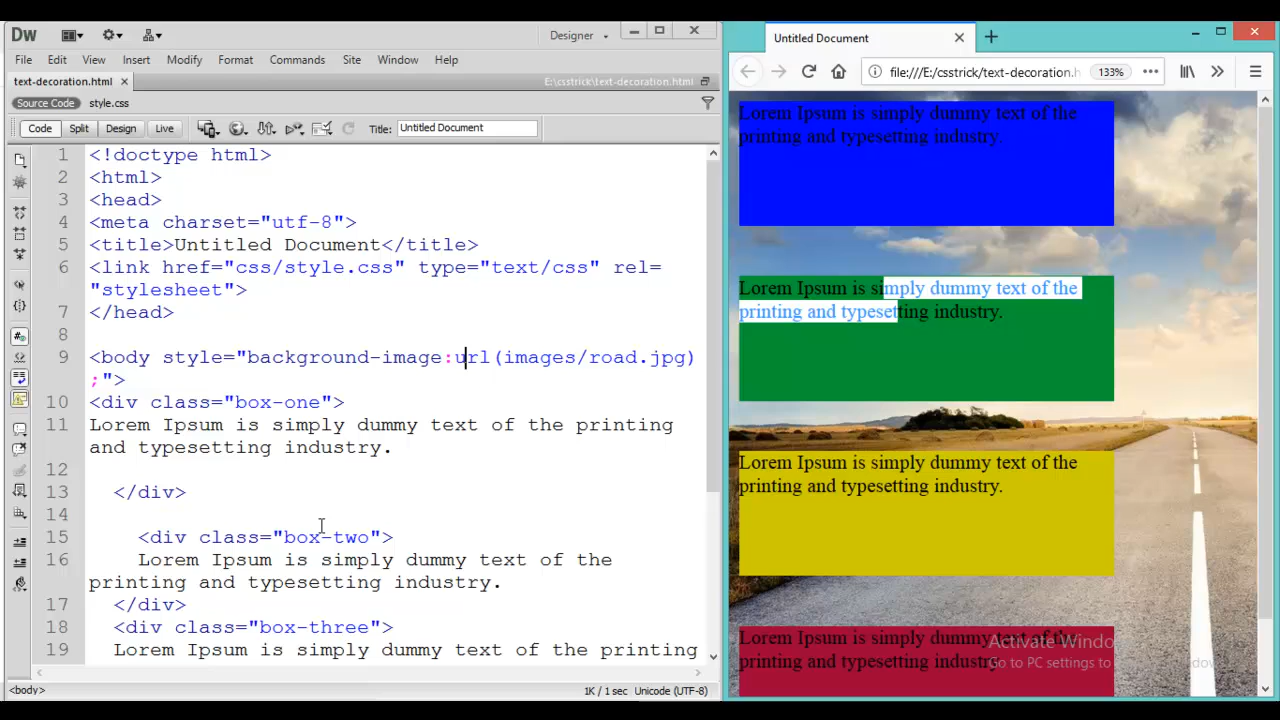 Dw
Designer
File Edit View Insert Modify Format Commands Site Window Help
text-decoration.html
E:\csstrick\text-decoration.html
Source Code style.css
Code Split Design Live Title: Untitled Document
1 <!doctype html>
2 <html>
3 <head>
4 <meta charset="utf-8">
5 <title>Untitled Document</title>
6 <link href="css/style.css" type="text/css" rel=
"stylesheet">
7 </head>
8
9 <body style="background-image:url(images/road.jpg)
;">
10 <div class="box-one">
11 Lorem Ipsum is simply dummy text of the printing
and typesetting industry.
12
13 </div>
14
15 <div class="box-two">
16 Lorem Ipsum is simply dummy text of the
printing and typesetting industry.
17 </div>
18 <div class="box-three">
19 Lorem Ipsum is simply dummy text of the printing
<body>
1K / 1 sec Unicode (UTF-8)
Untitled Document
file:///E:/csstrick/text-decoration.h
133%
Lorem Ipsum is simply dummy text of the
printing and typesetting industry.
Lorem Ipsum is simply dummy text of the
printing and typesetting industry.
Lorem Ipsum is simply dummy text of the
printing and typesetting industry.
Lorem Ipsum is simply dummy text of the
printing and typesetting industry.
Activate Windows
Go to PC settings to